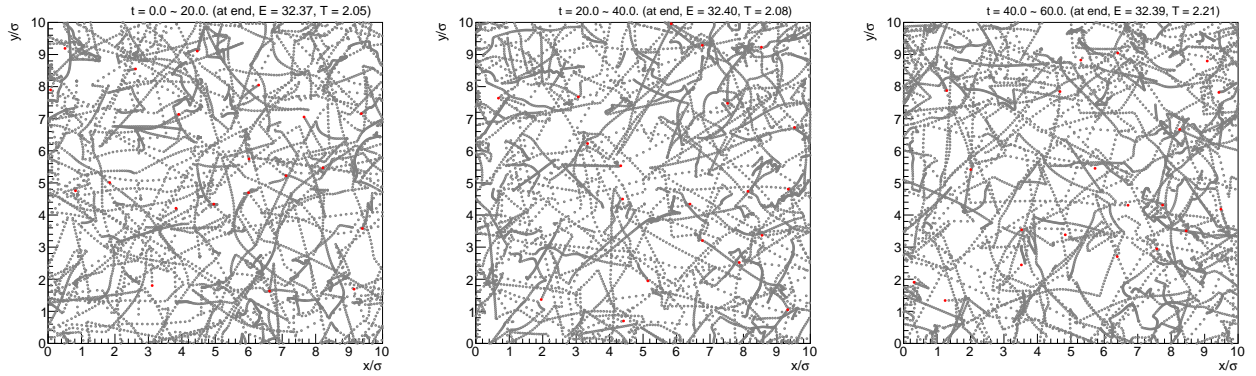 t = 0.0 ~ 20.0. (at end, E = 32.37, T = 2.05)
y/σ
10
9
8
7
6
5
4
3
2
1
0
0 1 2 3 4 5 6 7 8 9 10
x/σ
t = 20.0 ~ 40.0. (at end, E = 32.40, T = 2.08)
y/σ
10
9
8
7
6
5
4
3
2
1
0
0 1 2 3 4 5 6 7 8 9 10
x/σ
t = 40.0 ~ 60.0. (at end, E = 32.39, T = 2.21)
y/σ
10
9
8
7
6
5
4
3
2
1
0
0 1 2 3 4 5 6 7 8 9 10
x/σ